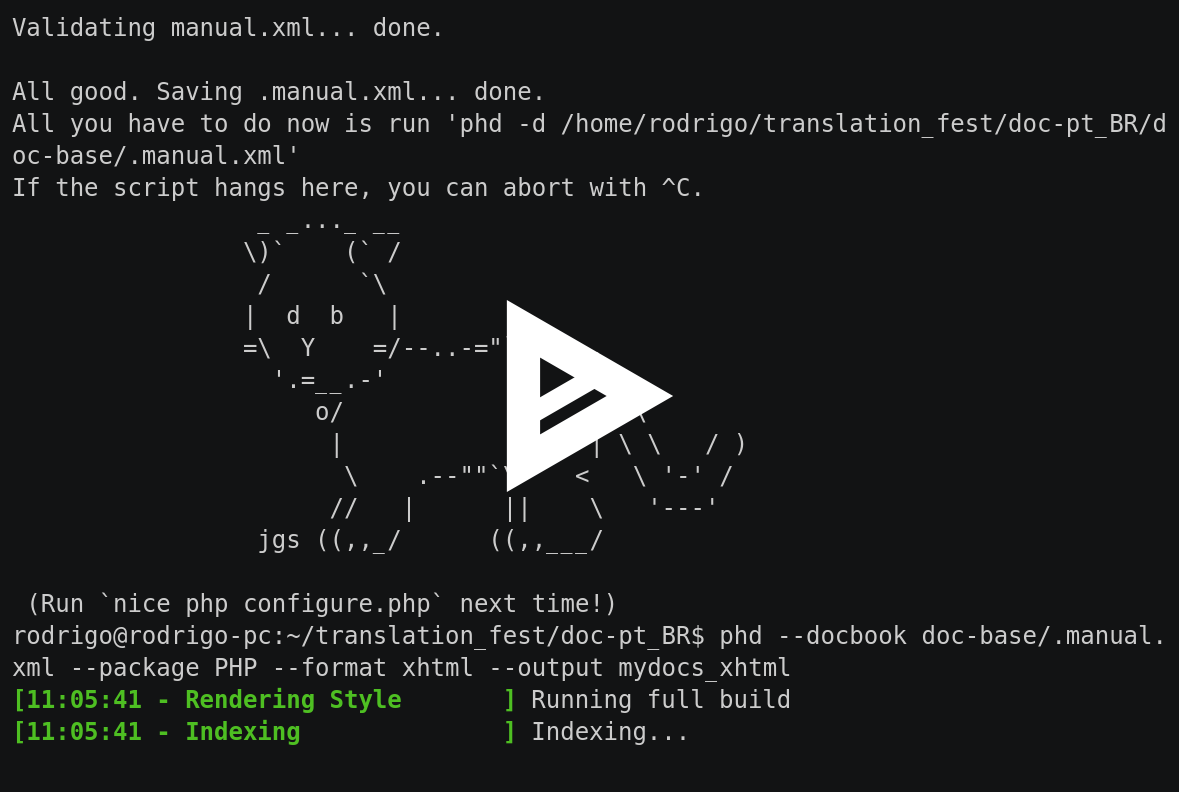 Validating manual.xml... done.

All good. Saving .manual.xml... done.
All you have to do now is run 'phd -d /home/rodrigo/translation_fest/doc-pt_BR/d
oc-base/.manual.xml'
If the script hangs here, you can abort with ^C.
                 _ _..._ __
                \)`    (` /
                 /      `\
                |  d  b   |
                =\  Y    =/--..-="
                  '.=__.-'
                     o/                     \
                      |                 | \ \   / )
                       \    .--""`\     <   \ '-' /
                      //   |      ||    \   '---'
                 jgs ((,,_/      ((,,___/

 (Run `nice php configure.php` next time!)
rodrigo@rodrigo-pc:~/translation_fest/doc-pt_BR$ phd --docbook doc-base/.manual.
xml --package PHP --format xhtml --output mydocs_xhtml
[11:05:41 - Rendering Style       ] Running full build
[11:05:41 - Indexing              ] Indexing...